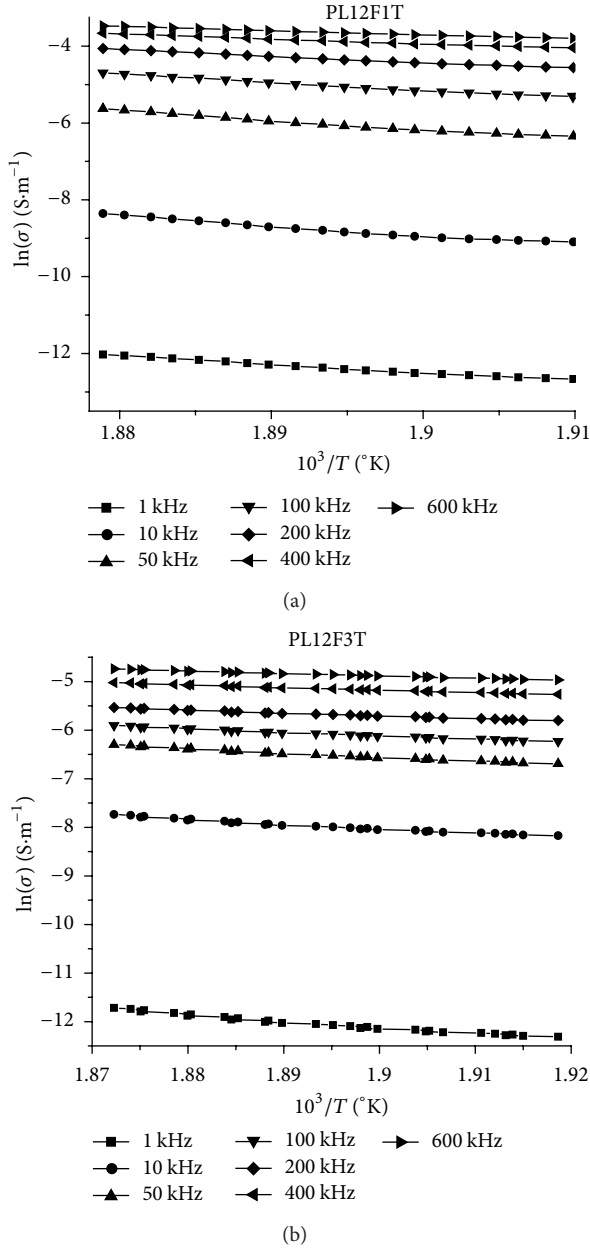 PL12F1T
−4
−6
−8
−10
−12
ln(σ) (S·m⁻¹)
1.88 1.89 1.9 1.91
10³/T (°K)
1 kHz 100 kHz 600 kHz
10 kHz 200 kHz
50 kHz 400 kHz
(a)
PL12F3T
−5
−6
−7
−8
−9
−10
−11
−12
ln(σ) (S·m⁻¹)
1.87 1.88 1.89 1.9 1.91 1.92
10³/T (°K)
1 kHz 100 kHz 600 kHz
10 kHz 200 kHz
50 kHz 400 kHz
(b)